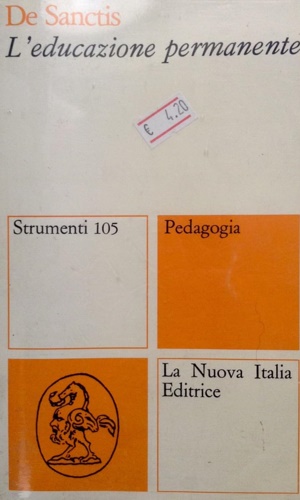 De Sanctis
L'educazione permanente
€ 4.20
Strumenti 105
Pedagogia
La Nuova Italia
Editrice